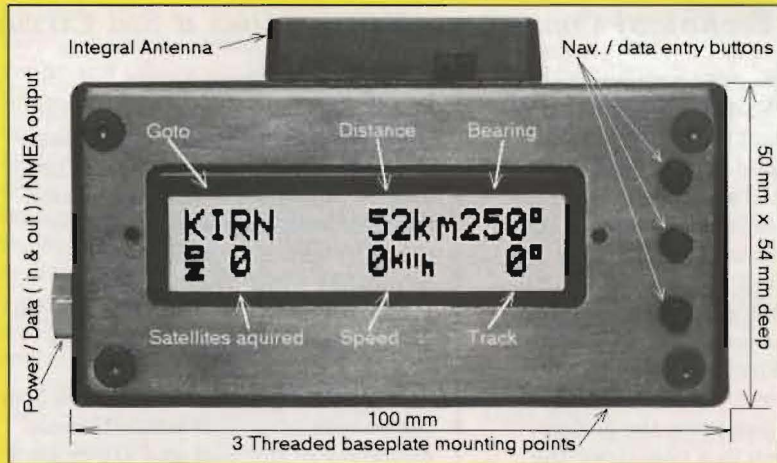 Integral Antenna
Nav. / data entry buttons
Power / Data ( in & out ) / NMEA output
Goto Distance Bearing
KIRN 52km250°
0 0 0°
Satellites aquired Speed Track
50 mm x 54 mm deep
100 mm
3 Threaded baseplate mounting points